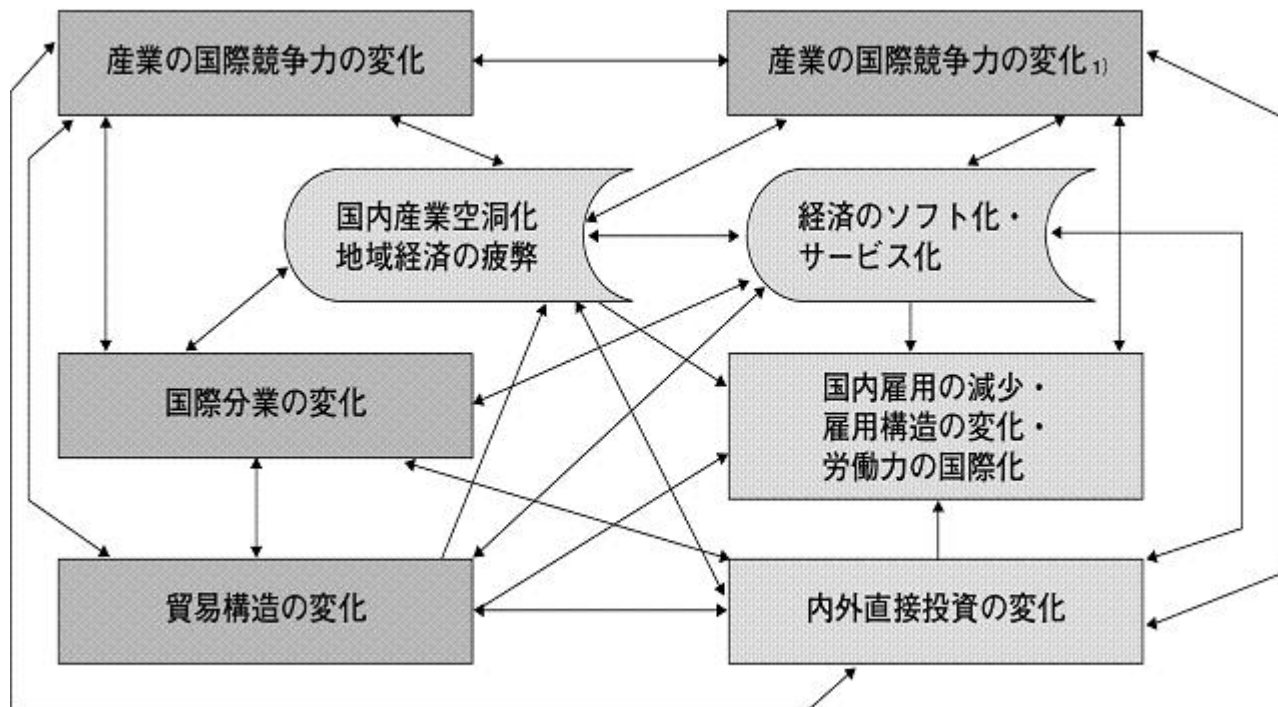 産業の国際競争力の変化
産業の国際競争力の変化 1)
国内産業空洞化
地域経済の疲弊
経済のソフト化・
サービス化
国際分業の変化
国内雇用の減少・
雇用構造の変化・
労働力の国際化
貿易構造の変化
内外直接投資の変化